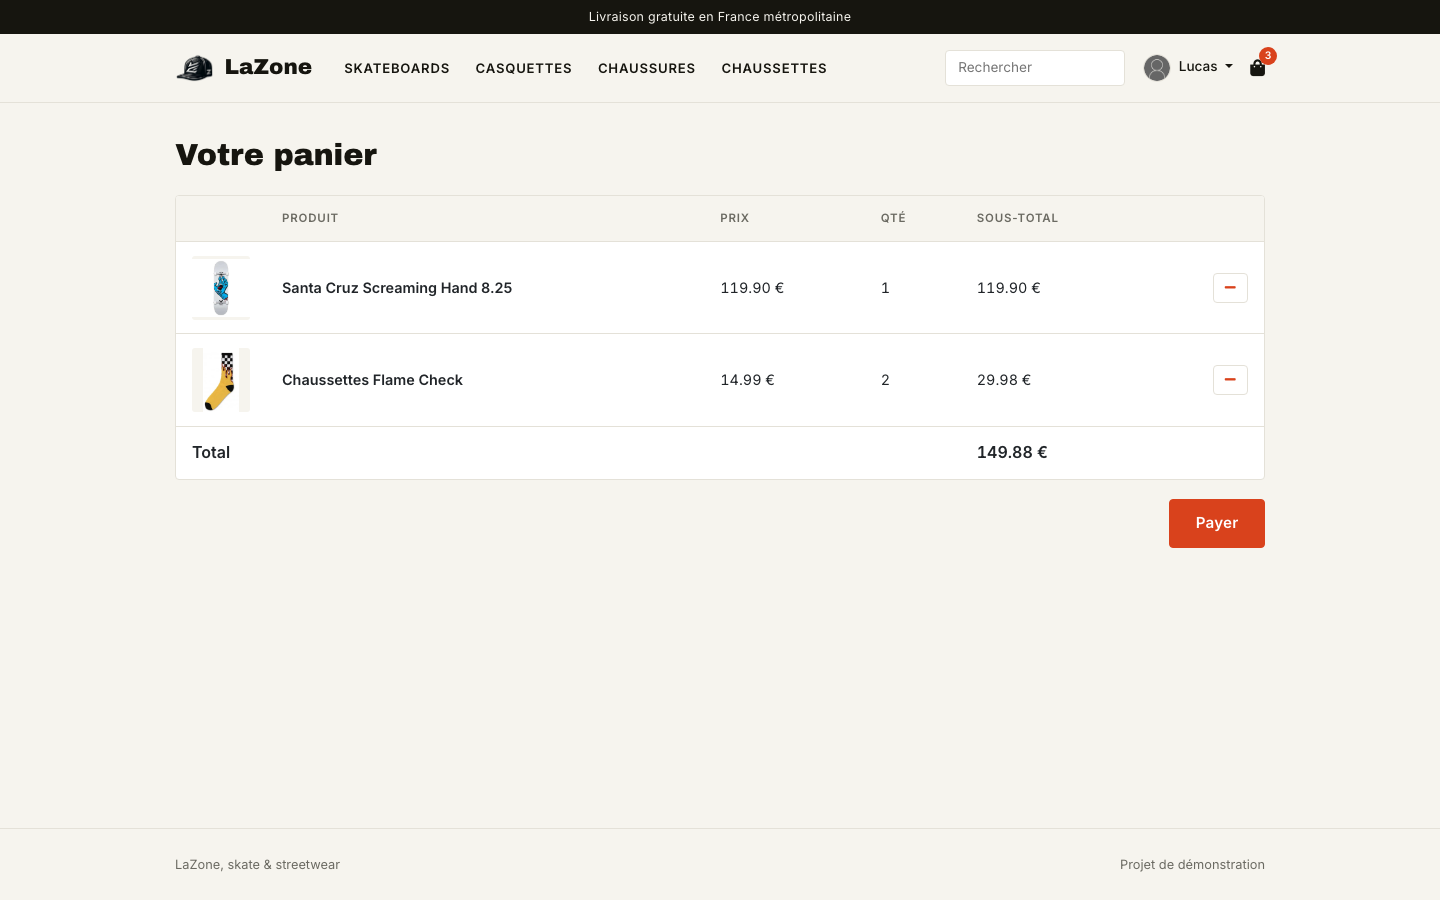 Livraison gratuite en France métropolitaine
LaZone SKATEBOARDS CASQUETTES CHAUSSURES CHAUSSETTES Rechercher Lucas 3
Votre panier
PRODUIT PRIX QTÉ SOUS-TOTAL
Santa Cruz Screaming Hand 8.25 119.90 € 1 119.90 €
Chaussettes Flame Check 14.99 € 2 29.98 €
Total 149.88 €
Payer
LaZone, skate & streetwear Projet de démonstration